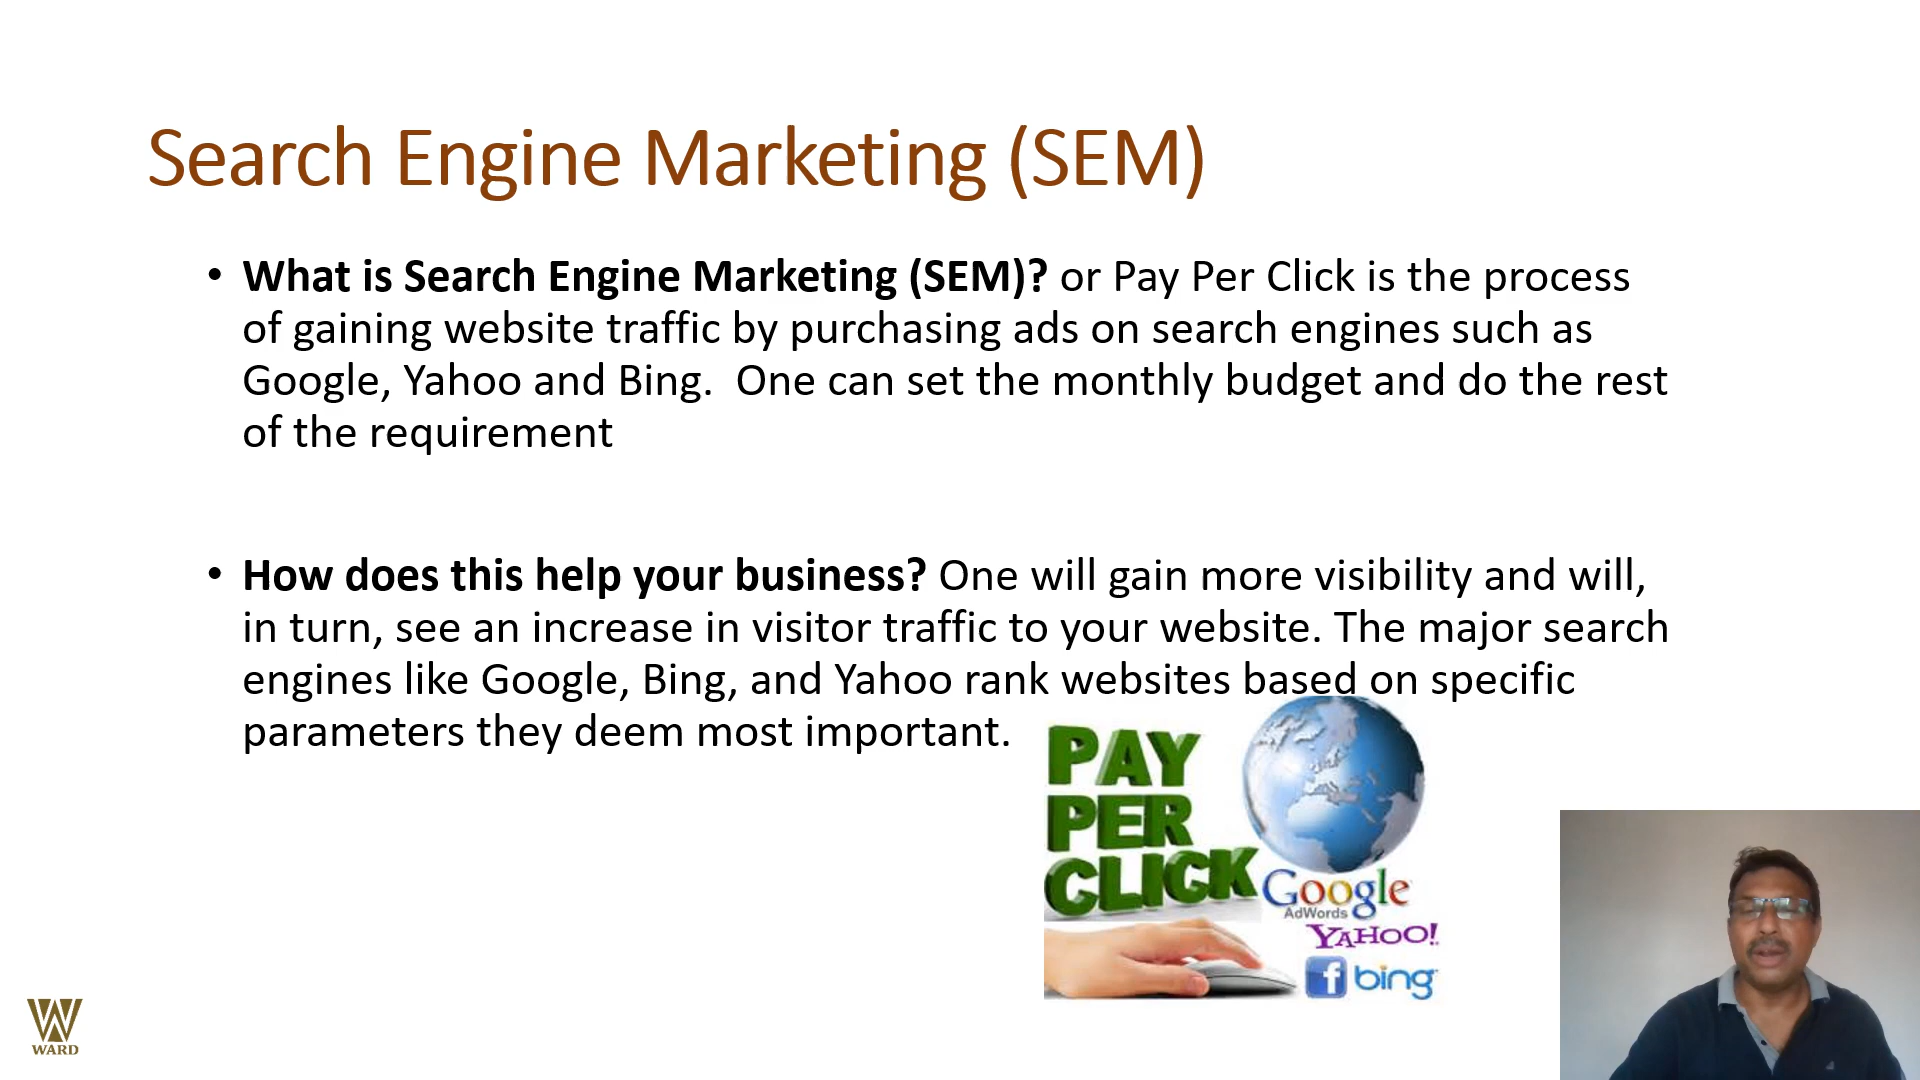 Search Engine Marketing (SEM)
• What is Search Engine Marketing (SEM)? or Pay Per Click is the process
of gaining website traffic by purchasing ads on search engines such as
Google, Yahoo and Bing.  One can set the monthly budget and do the rest
of the requirement
• How does this help your business? One will gain more visibility and will,
in turn, see an increase in visitor traffic to your website. The major search
engines like Google, Bing, and Yahoo rank websites based on specific
parameters they deem most important.
PAY
PER
CLICK
Google
AdWords
YAHOO!
f bing
W
WARD